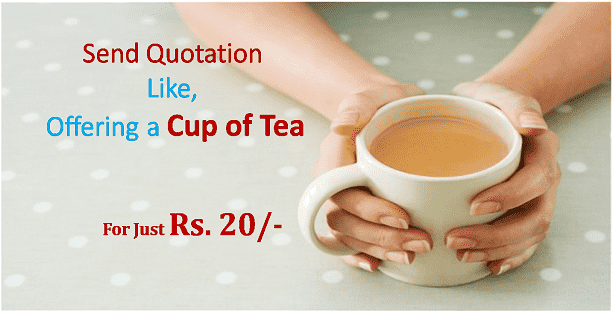 Send Quotation
Like,
Offering a Cup of Tea
For Just Rs. 20/-